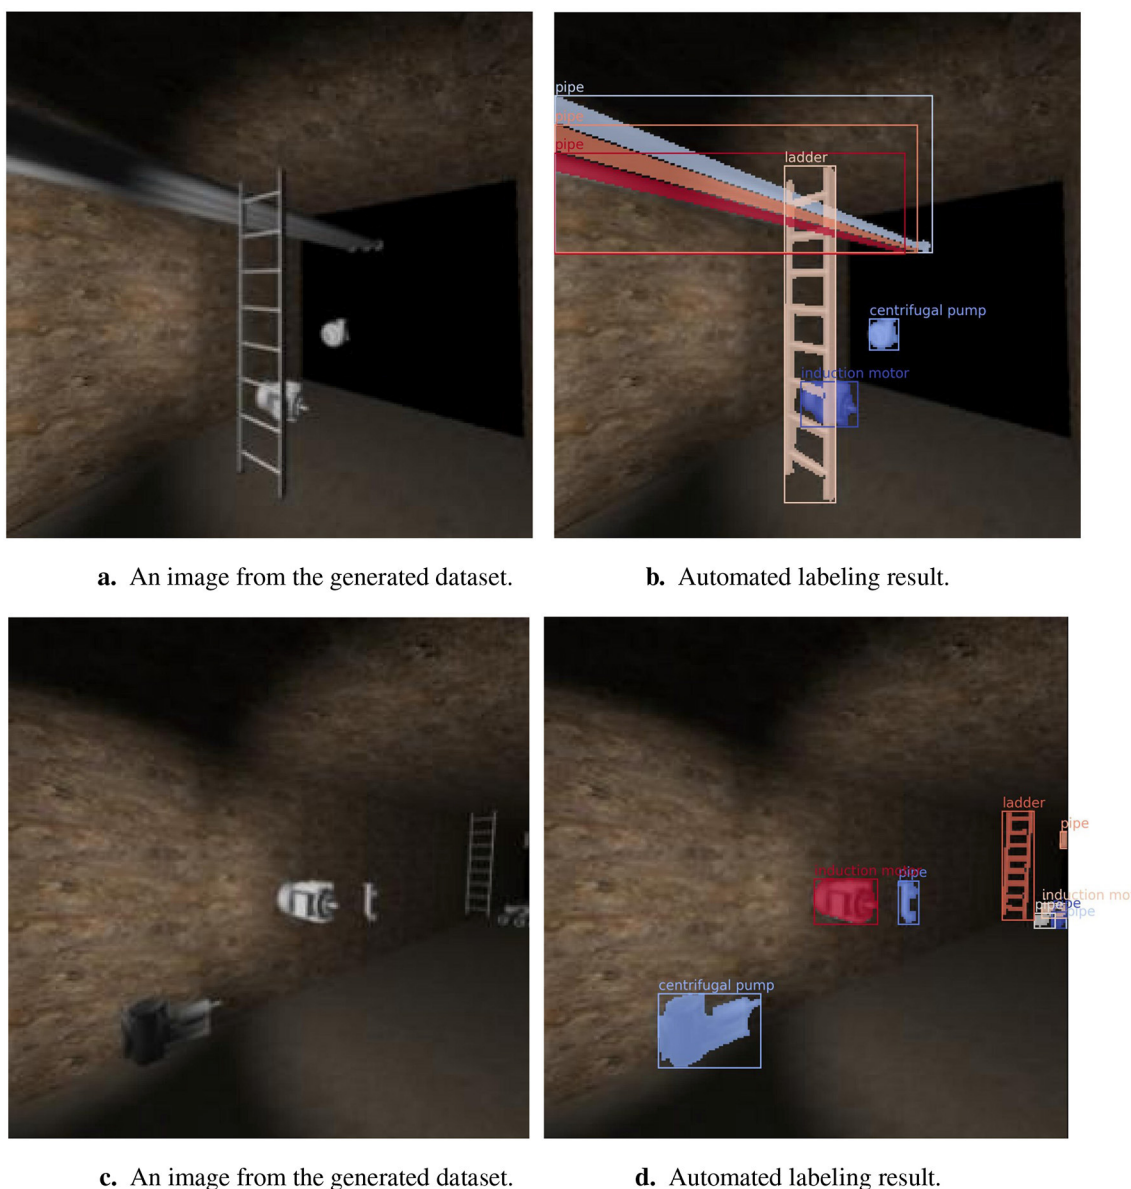 pipe
pipe
pipe
ladder
centrifugal pump
induction motor
a. An image from the generated dataset.
b. Automated labeling result.
ladder
pipe
induction mo
pipe
induction mo
pipe
pipe
centrifugal pump
c. An image from the generated dataset.
d. Automated labeling result.